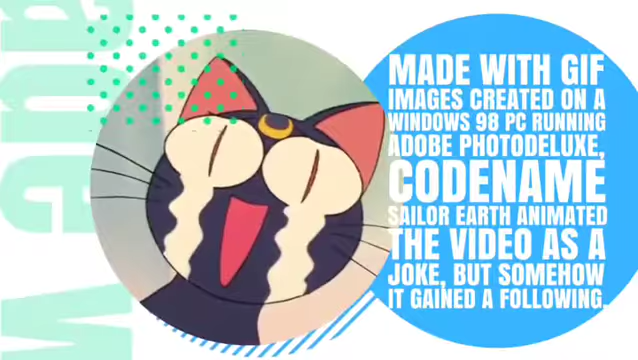 MADE WITH GIF
IMAGES CREATED ON A
WINDOWS 98 PC RUNNING
ADOBE PHOTODELUXE,
CODENAME
SAILOR EARTH ANIMATED
THE VIDEO AS A
JOKE, BUT SOMEHOW
IT GAINED A FOLLOWING.